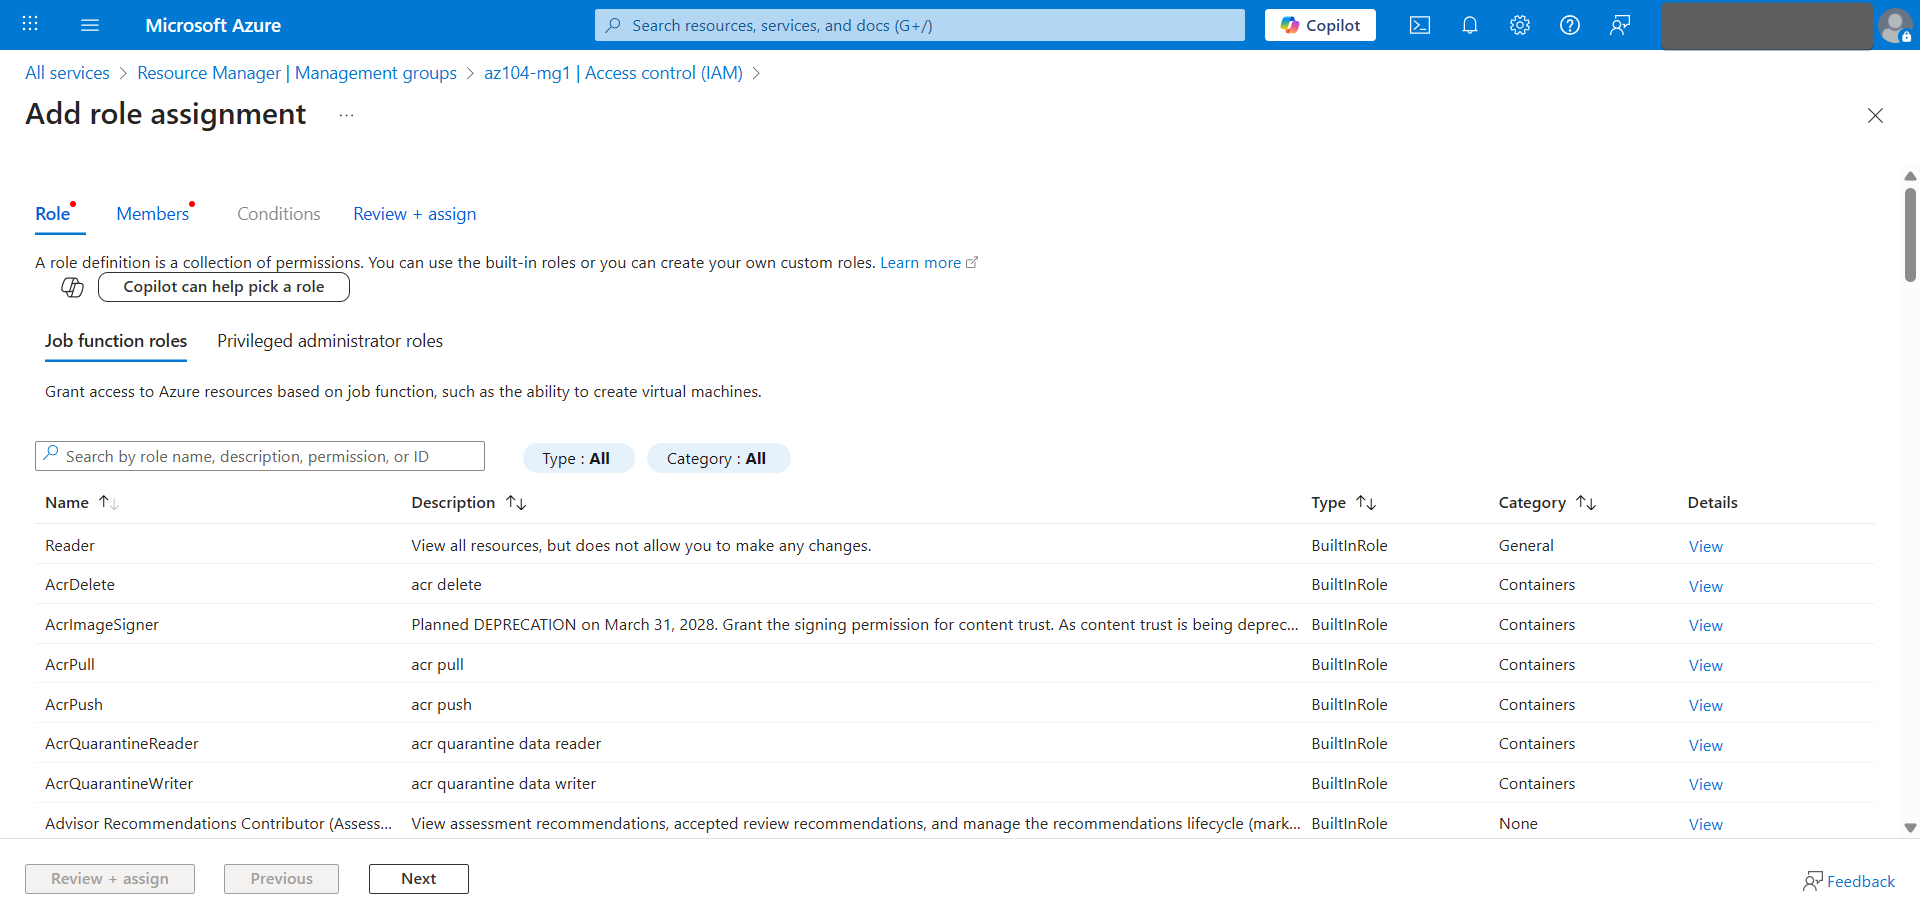 Microsoft Azure
Search resources, services, and docs (G+/)
Copilot
All services > Resource Manager | Management groups > az104-mg1 | Access control (IAM) >
Add role assignment ...
Role Members Conditions Review + assign
A role definition is a collection of permissions. You can use the built-in roles or you can create your own custom roles. Learn more
Copilot can help pick a role
Job function roles Privileged administrator roles
Grant access to Azure resources based on job function, such as the ability to create virtual machines.
Search by role name, description, permission, or ID Type : All Category : All
Name Description Type Category Details
Reader View all resources, but does not allow you to make any changes. BuiltInRole General View
AcrDelete acr delete BuiltInRole Containers View
AcrImageSigner Planned DEPRECATION on March 31, 2028. Grant the signing permission for content trust. As content trust is being deprec... BuiltInRole Containers View
AcrPull acr pull BuiltInRole Containers View
AcrPush acr push BuiltInRole Containers View
AcrQuarantineReader acr quarantine data reader BuiltInRole Containers View
AcrQuarantineWriter acr quarantine data writer BuiltInRole Containers View
Advisor Recommendations Contributor (Assess... View assessment recommendations, accepted review recommendations, and manage the recommendations lifecycle (mark... BuiltInRole None View
Review + assign Previous Next Feedback